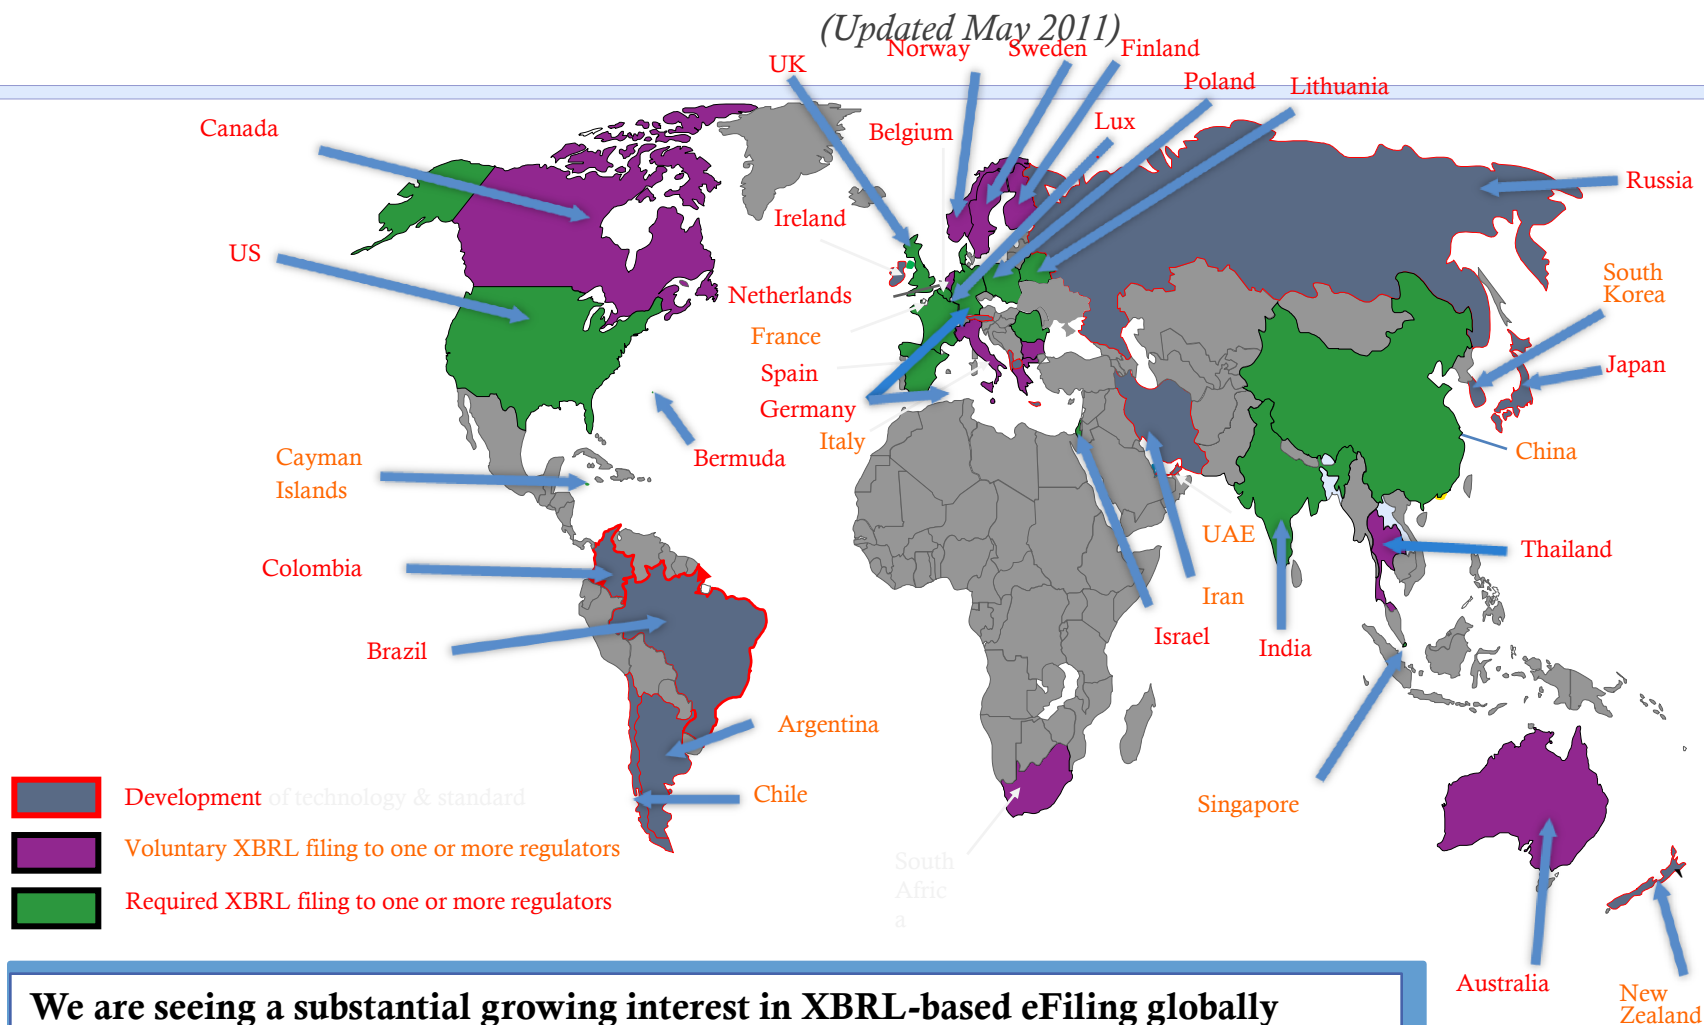 (Updated May 2011)
Norway
Sweden
Finland
UK
Poland
Lithuania
Canada
Belgium
Lux
Russia
Ireland
US
South
Korea
Netherlands
France
Spain
Japan
Germany
Italy
China
Bermuda
Cayman
Islands
UAE
Thailand
Colombia
Iran
Israel
India
Brazil
Argentina
Chile
Singapore
Development of technology & standard
Voluntary XBRL filing to one or more regulators
South
Afric
a
Required XBRL filing to one or more regulators
Australia
New
Zealand
We are seeing a substantial growing interest in XBRL-based eFiling globally